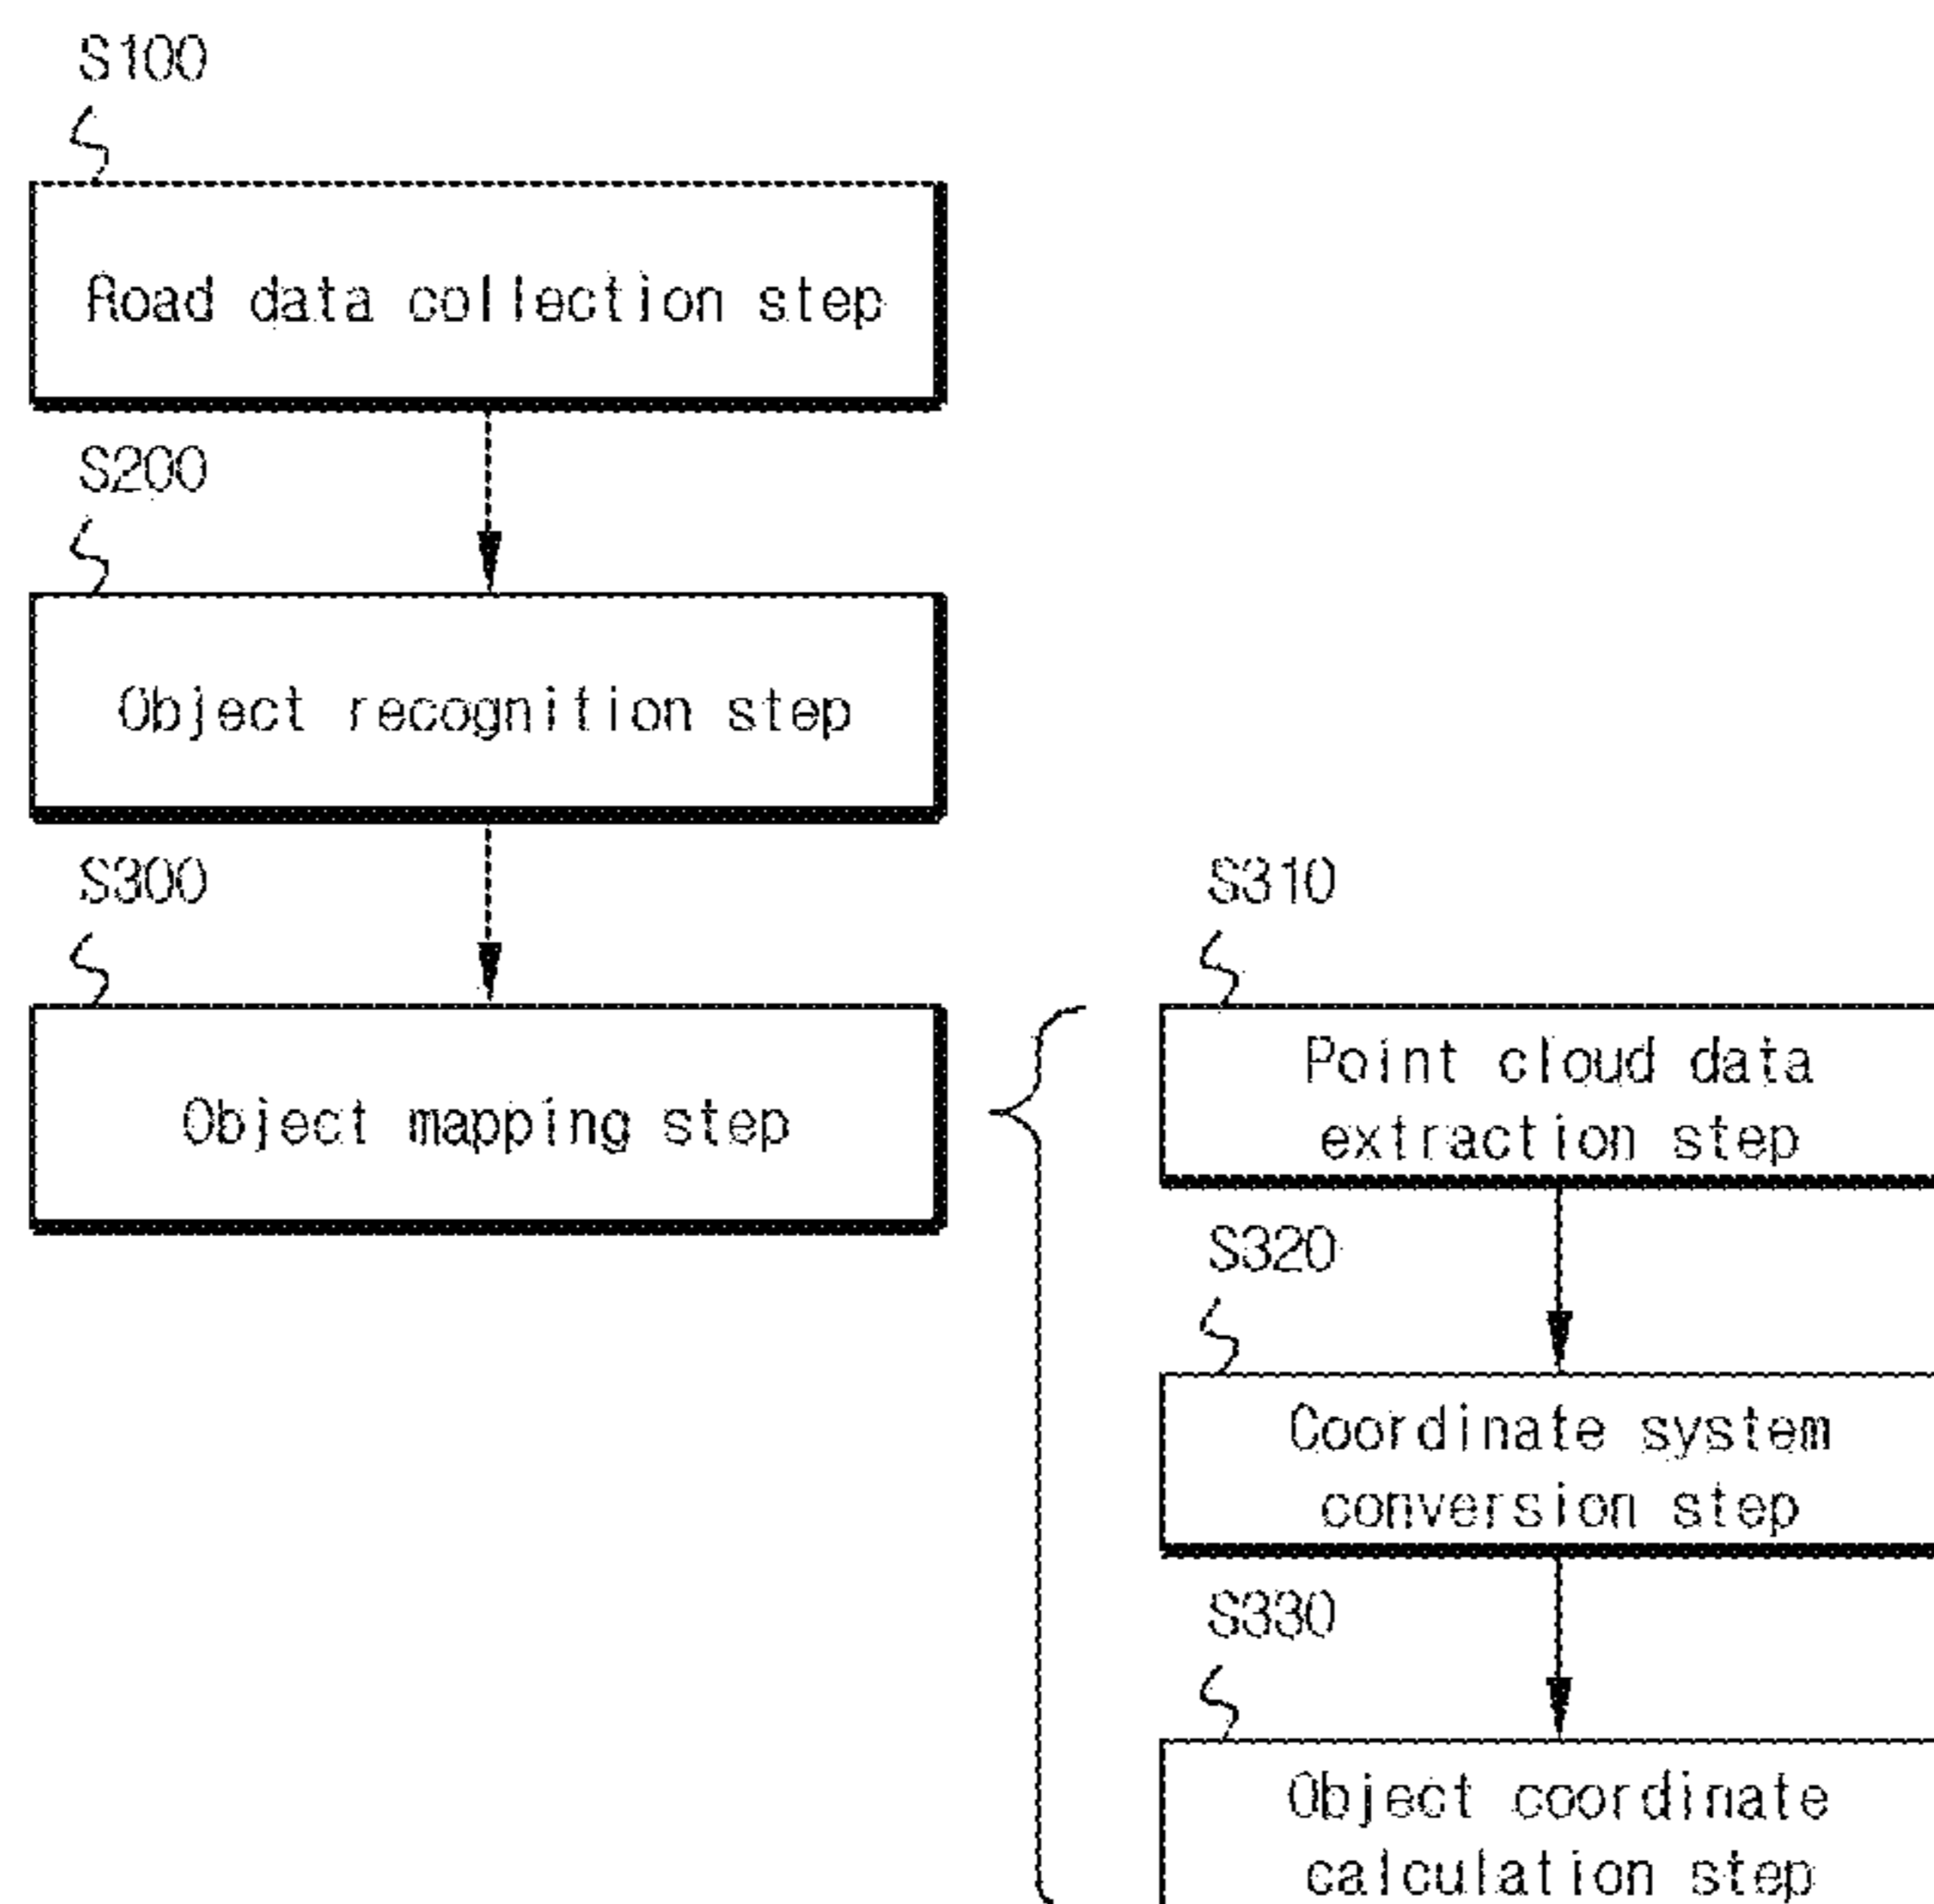 S100
Road data collection step
S200
Object recognition step
S300
Object mapping step
S310
Point cloud data
extraction step
S320
Coordinate system
conversion step
S330
Object coordinate
calculation step